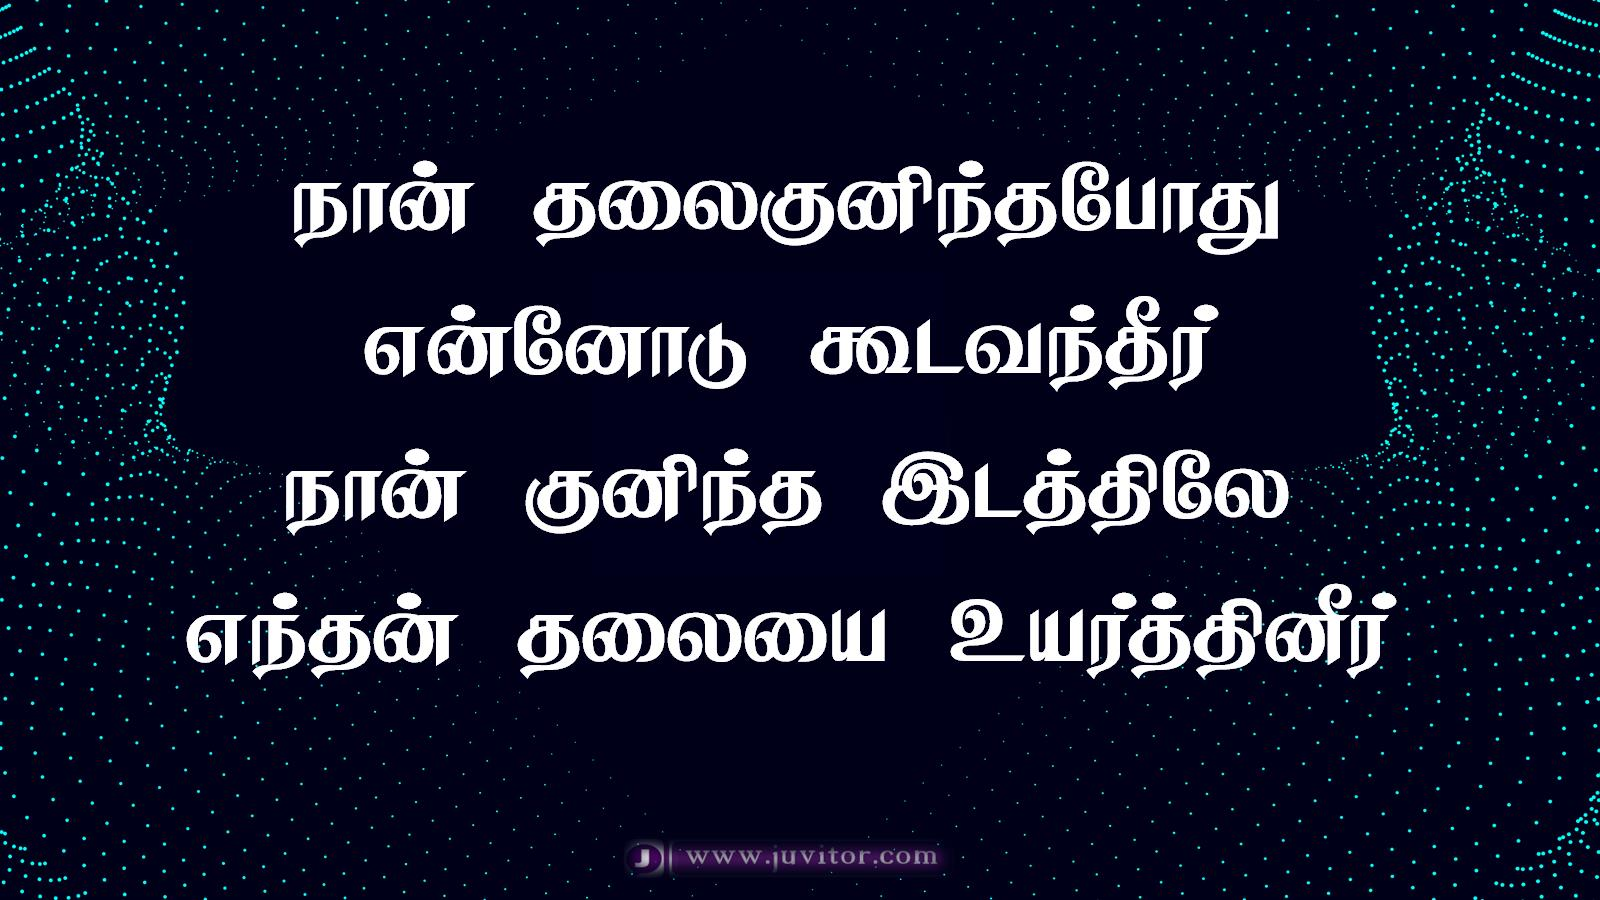 நான் தலைகுனிந்தபோது
என்னோடு கூடவந்தீர்
நான் குனிந்த இடத்திலே
எந்தன் தலையை உயர்த்தினீர்
J www.juvitor.com